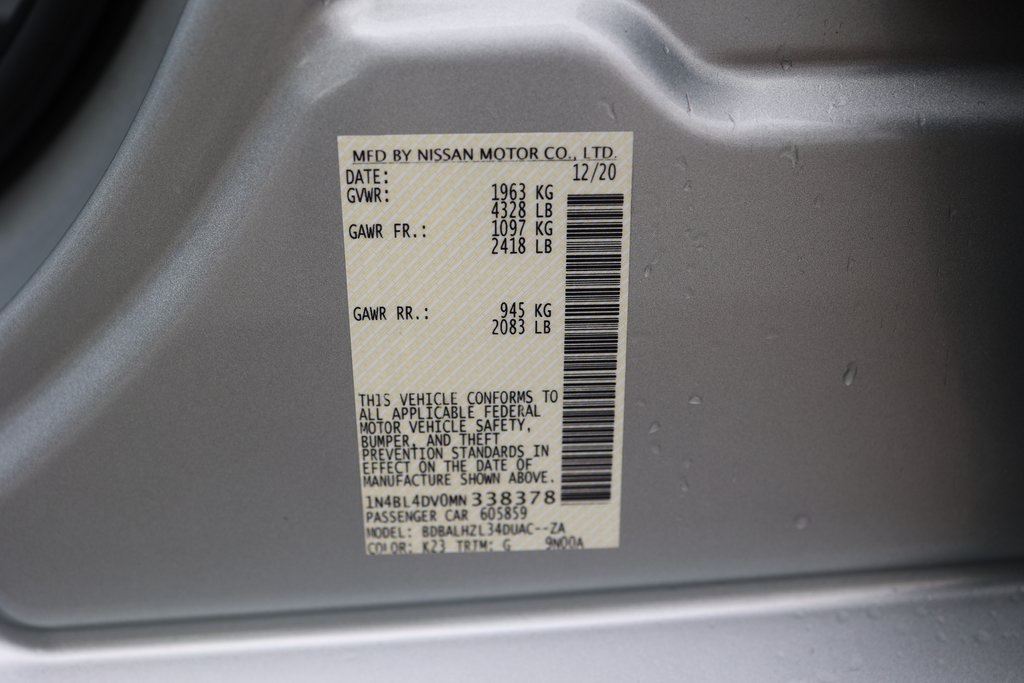 MFD BY NISSAN MOTOR CO., LTD.
DATE: 12/20
GVWR: 1963 KG
4328 LB
GAWR FR.: 1097 KG
2418 LB
GAWR RR.: 945 KG
2083 LB
THIS VEHICLE CONFORMS TO
ALL APPLICABLE FEDERAL
MOTOR VEHICLE SAFETY,
BUMPER, AND THEFT
PREVENTION STANDARDS IN
EFFECT ON THE DATE OF
MANUFACTURE SHOWN ABOVE.
1N4BL4DV0MN338378
PASSENGER CAR 605859
MODEL: BDBALHZL34DUAC--ZA
COLOR: K23 TRIM: G 9N00A